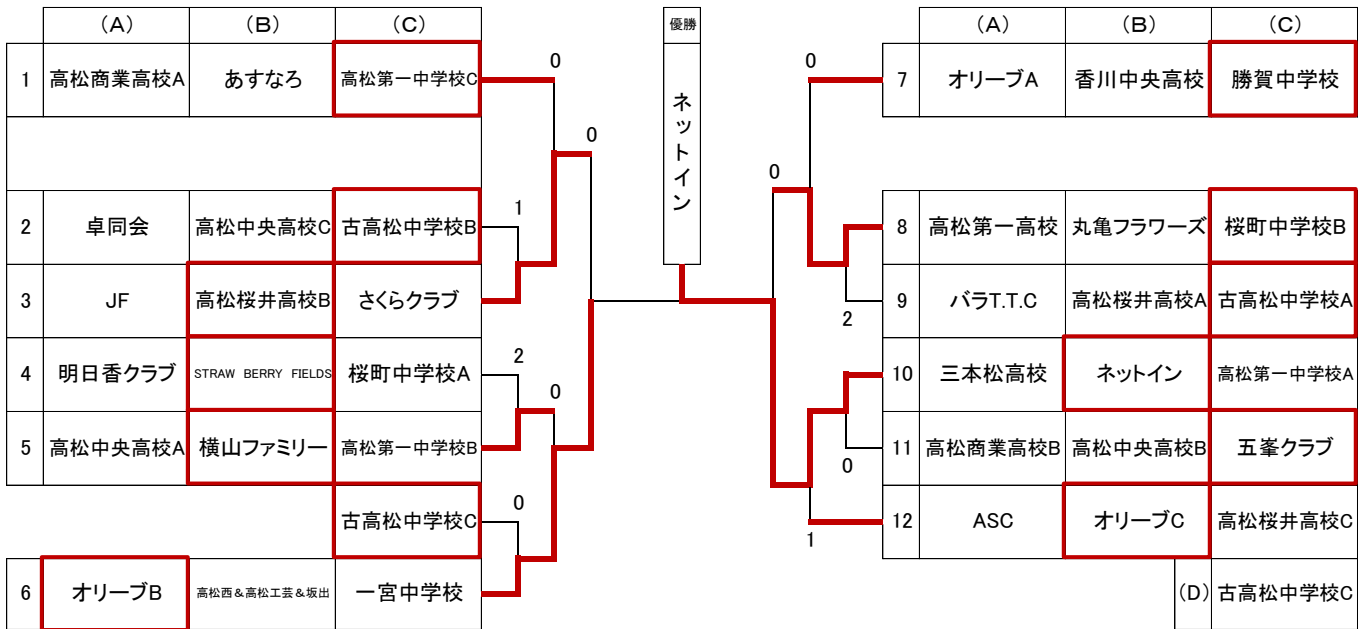 (A) (B) (C)
1 高松商業高校A あすなろ 高松第一中学校C
2 卓同会 高松中央高校C 古高松中学校B
3 JF 高松桜井高校B さくらクラブ
4 明日香クラブ STRAW BERRY FIELDS 桜町中学校A
5 高松中央高校A 横山ファミリー 高松第一中学校B
古高松中学校C
6 オリーブB 高松西&高松工芸&坂出 一宮中学校
0
0
1
2
0
0
優勝
ネットイン
0
0
2
0
1
(A) (B) (C)
7 オリーブA 香川中央高校 勝賀中学校
8 高松第一高校 丸亀フラワーズ 桜町中学校B
9 バラT.T.C 高松桜井高校A 古高松中学校A
10 三本松高校 ネットイン 高松第一中学校A
11 高松商業高校B 高松中央高校B 五峯クラブ
12 ASC オリーブC 高松桜井高校C
(D) 古高松中学校C